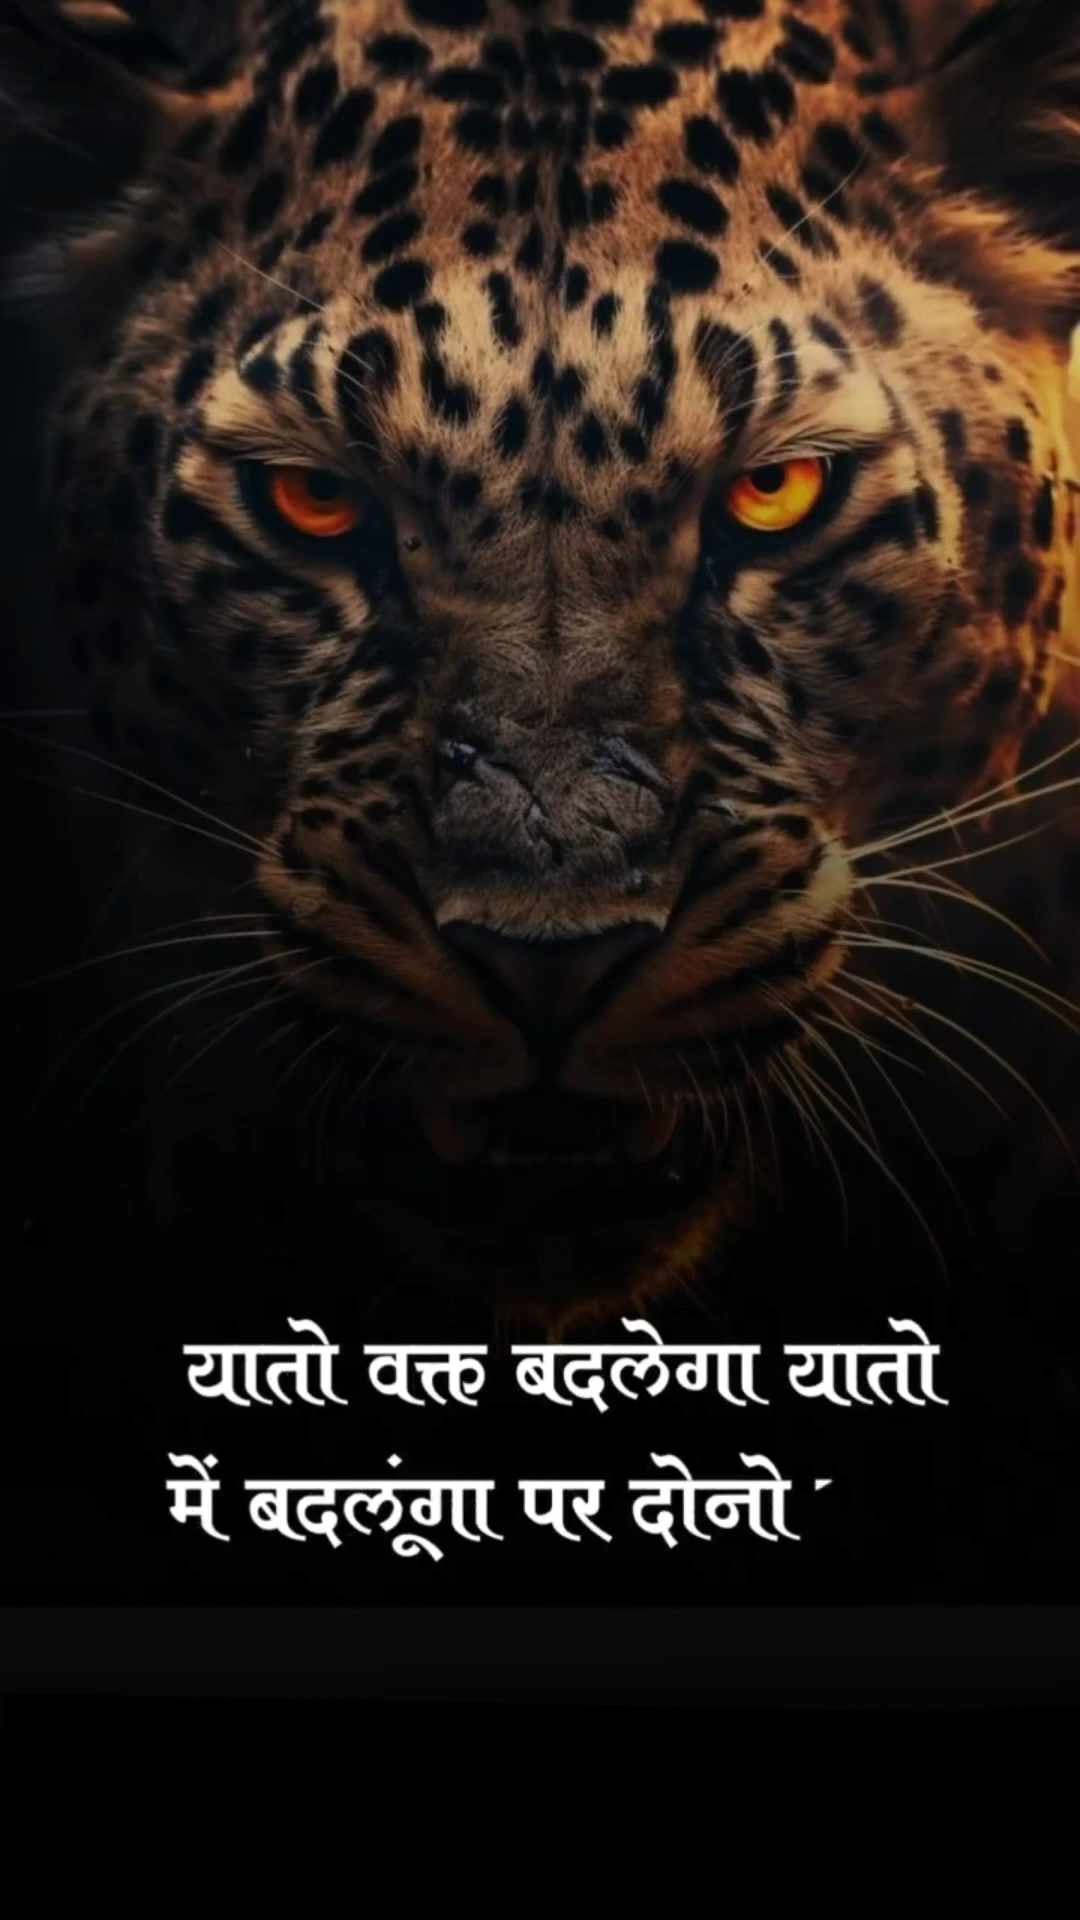 यातो वक्त बदलेगा यातो
में बदलूंगा पर दोनो